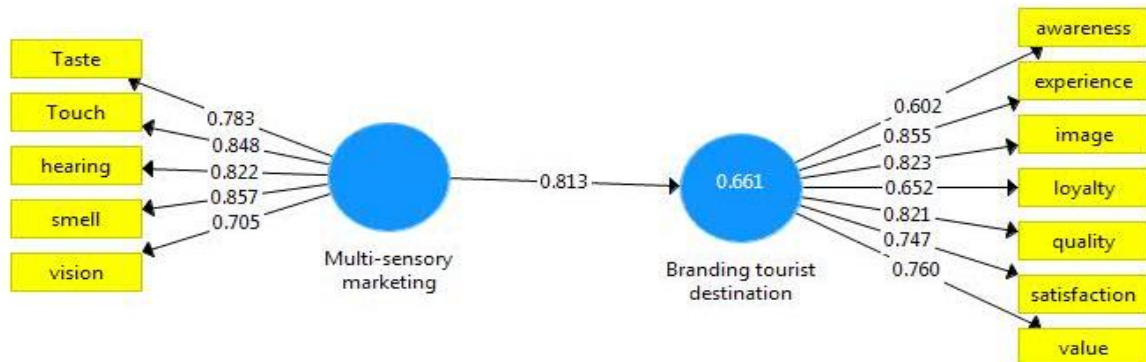 Taste
Touch
hearing
smell
vision
0.783
0.848
0.822
0.857
0.705
Multi-sensory
marketing
0.813
0.661
Branding tourist
destination
0.602
0.855
0.823
0.652
0.821
0.747
0.760
awareness
experience
image
loyalty
quality
satisfaction
value